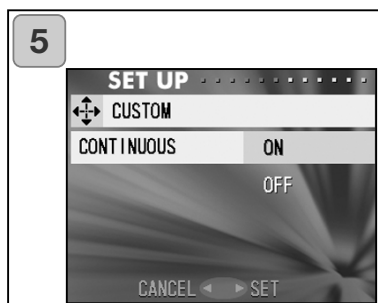 5
SET UP
CUSTOM
CONTINUOUS ON
OFF
CANCEL SET